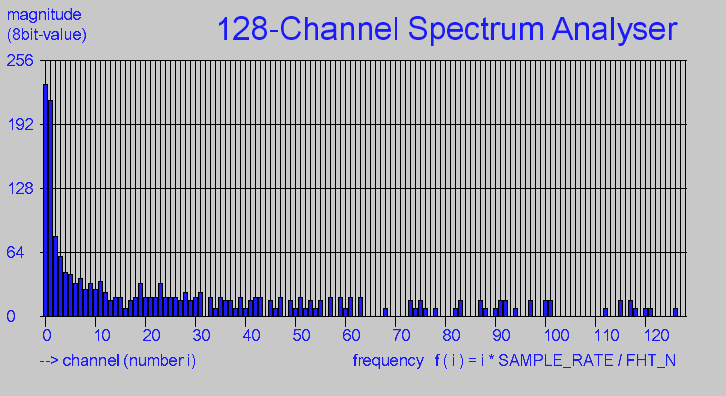 magnitude
(8bit-value)
128-Channel Spectrum Analyser
256
192
128
64
0
0 10 20 30 40 50 60 70 80 90 100 110 120
--> channel (number i)
frequency f ( i ) = i * SAMPLE_RATE / FHT_N